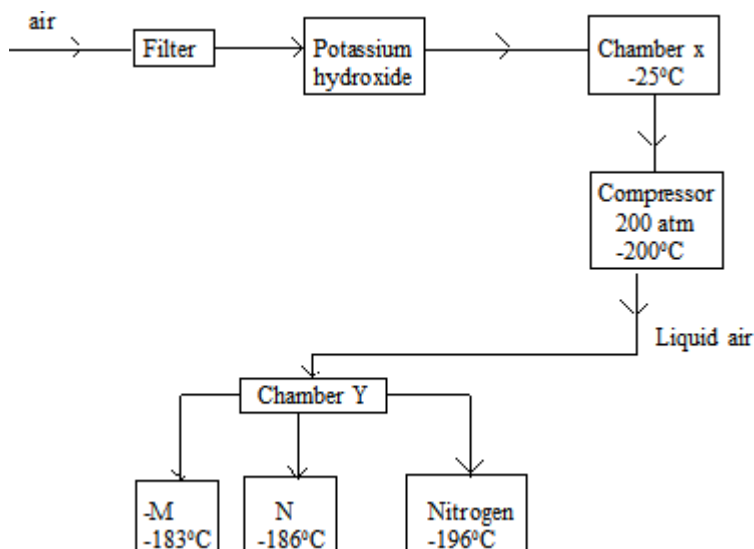 air
Filter
Potassium
hydroxide
Chamber x
-25⁰C
Compressor
200 atm
-200⁰C
Liquid air
Chamber Y
-M
-183⁰C
N
-186⁰C
Nitrogen
-196⁰C